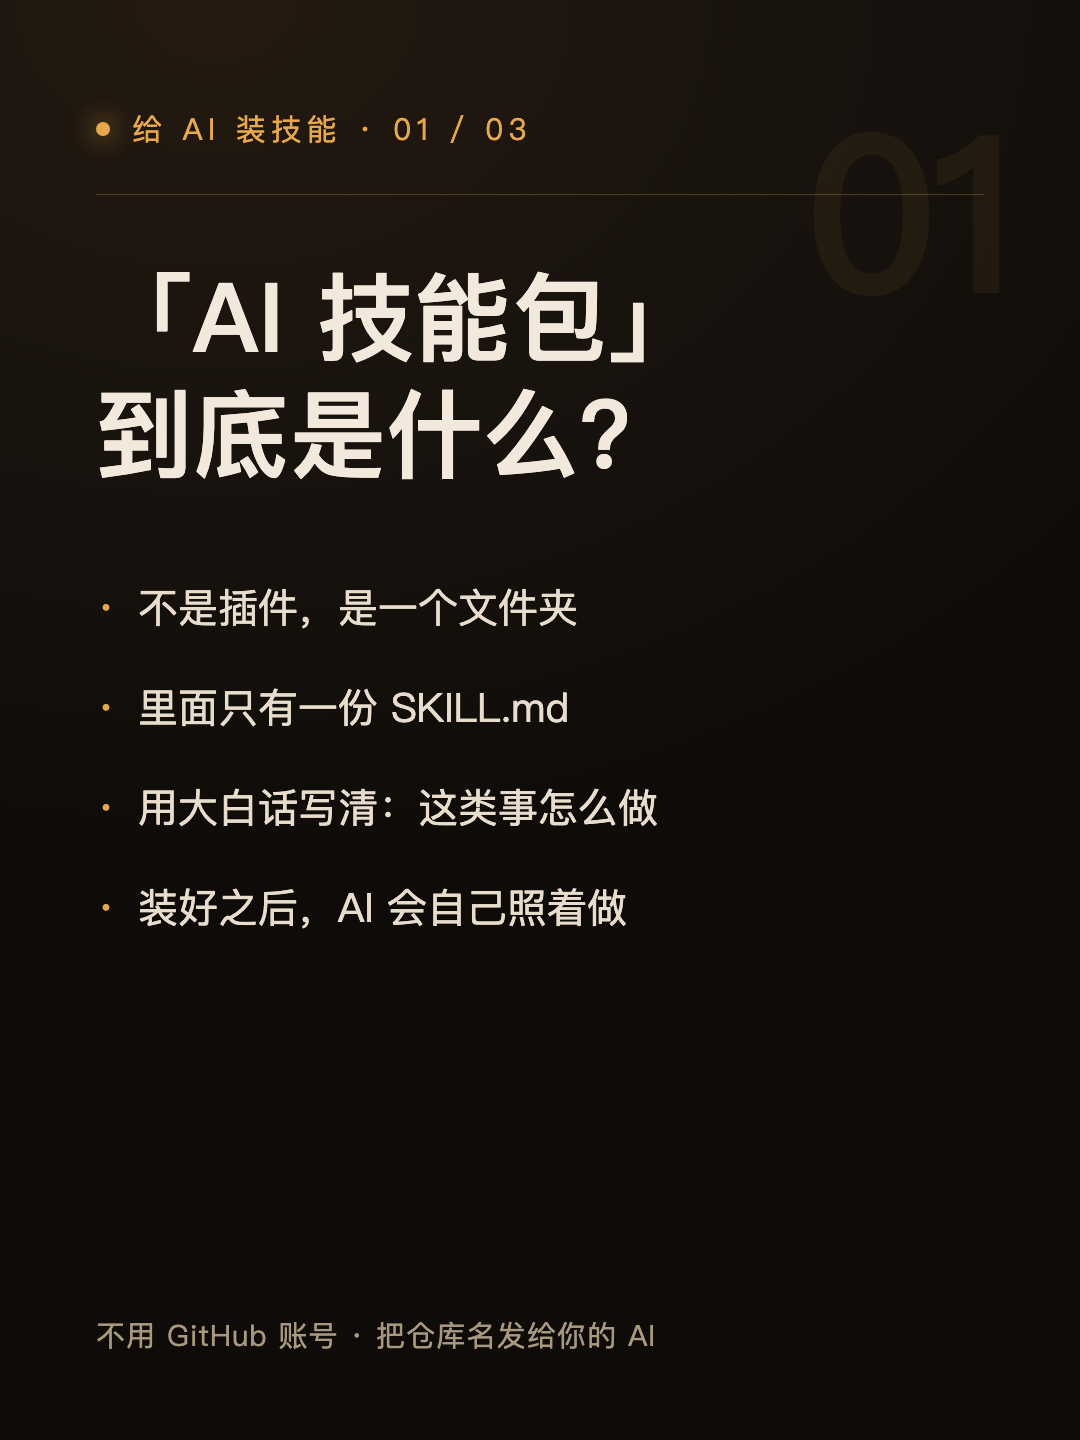 给 AI 装技能 · 01 / 03
01
「AI 技能包」
到底是什么？
· 不是插件，是一个文件夹
· 里面只有一份 SKILL.md
· 用大白话写清：这类事怎么做
· 装好之后，AI 会自己照着做
不用 GitHub 账号 · 把仓库名发给你的 AI